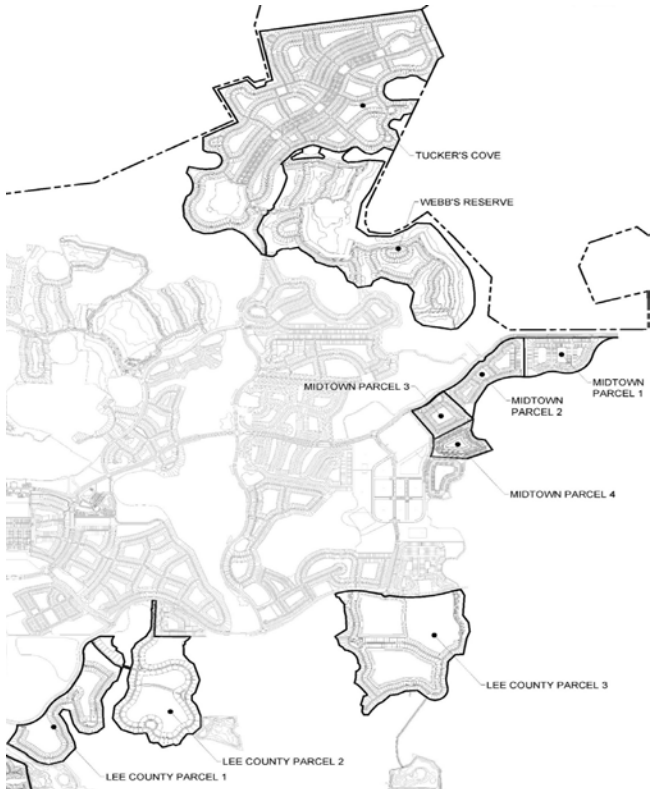 TUCKER'S COVE
WEBB'S RESERVE
MIDTOWN PARCEL 3
MIDTOWN
PARCEL 1
MIDTOWN
PARCEL 2
MIDTOWN PARCEL 4
LEE COUNTY PARCEL 3
LEE COUNTY PARCEL 2
LEE COUNTY PARCEL 1